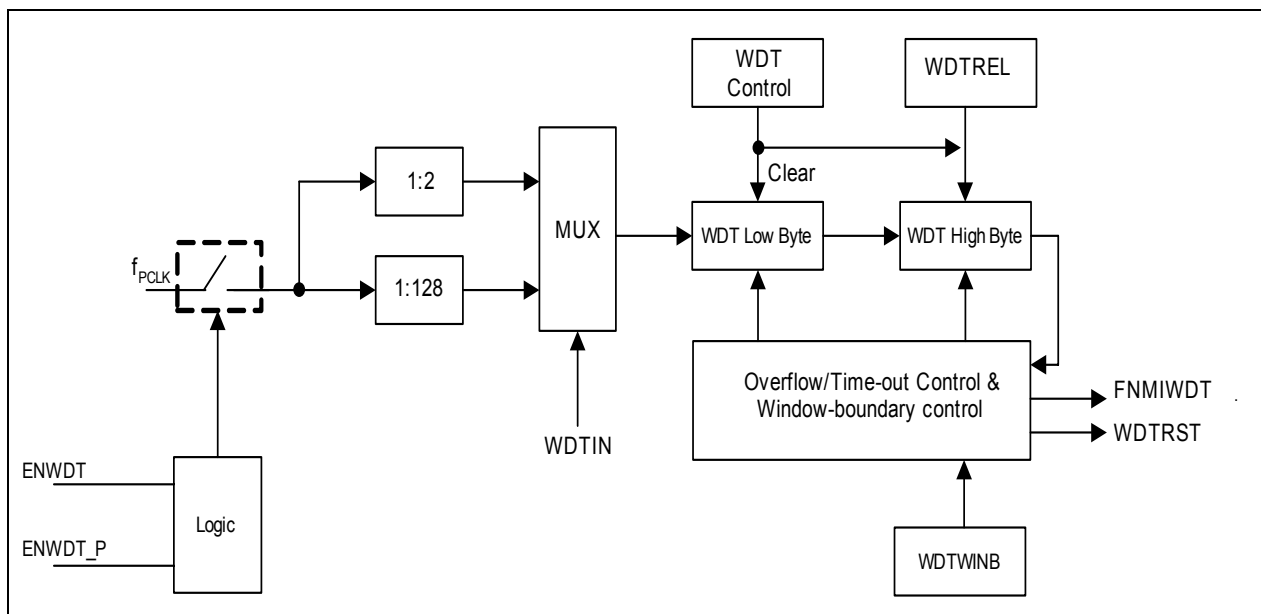 WDT
Control
WDTREL
Clear
1:2
MUX
WDT Low Byte
WDT High Byte
fPCLK
1:128
Overflow/Time-out Control &
Window-boundary control
FNMIWDT
.
WDTRST
WDTIN
ENWDT
Logic
ENWDT_P
WDTWINB